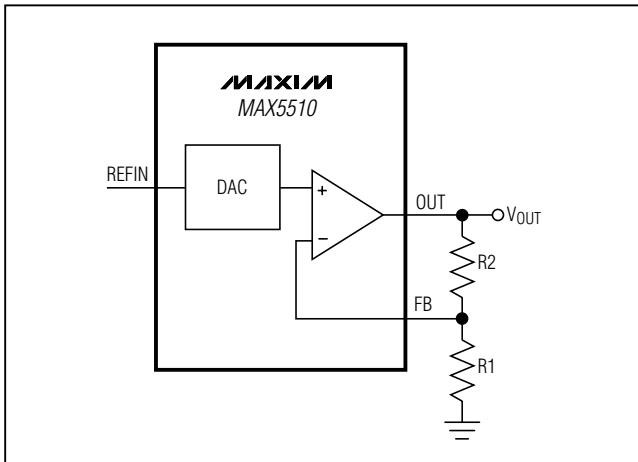 MAXIM
MAX5510
REFIN
DAC
+
−
OUT
VOUT
R2
FB
R1